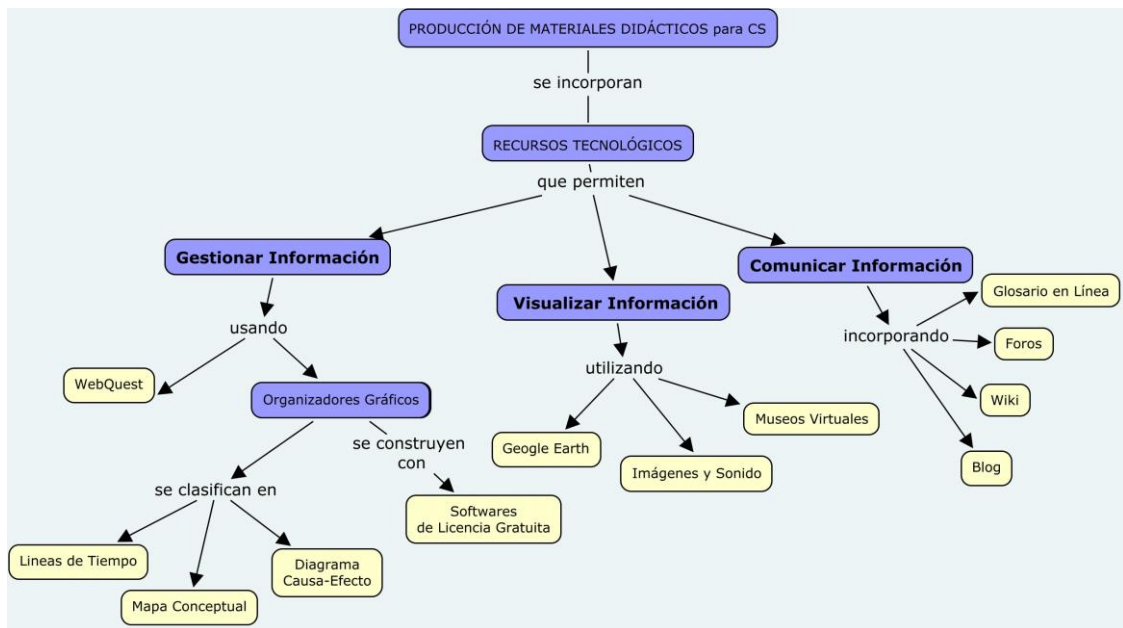 PRODUCCIÓN DE MATERIALES DIDÁCTICOS para CS
se incorporan
RECURSOS TECNOLÓGICOS
que permiten
Gestionar Información
Visualizar Información
Comunicar Información
usando
WebQuest
Organizadores Gráficos
se clasifican en
Lineas de Tiempo
Mapa Conceptual
Diagrama
Causa-Efecto
se construyen
con
Softwares
de Licencia Gratuita
utilizando
Geogle Earth
Imágenes y Sonido
Museos Virtuales
incorporando
Glosario en Línea
Foros
Wiki
Blog